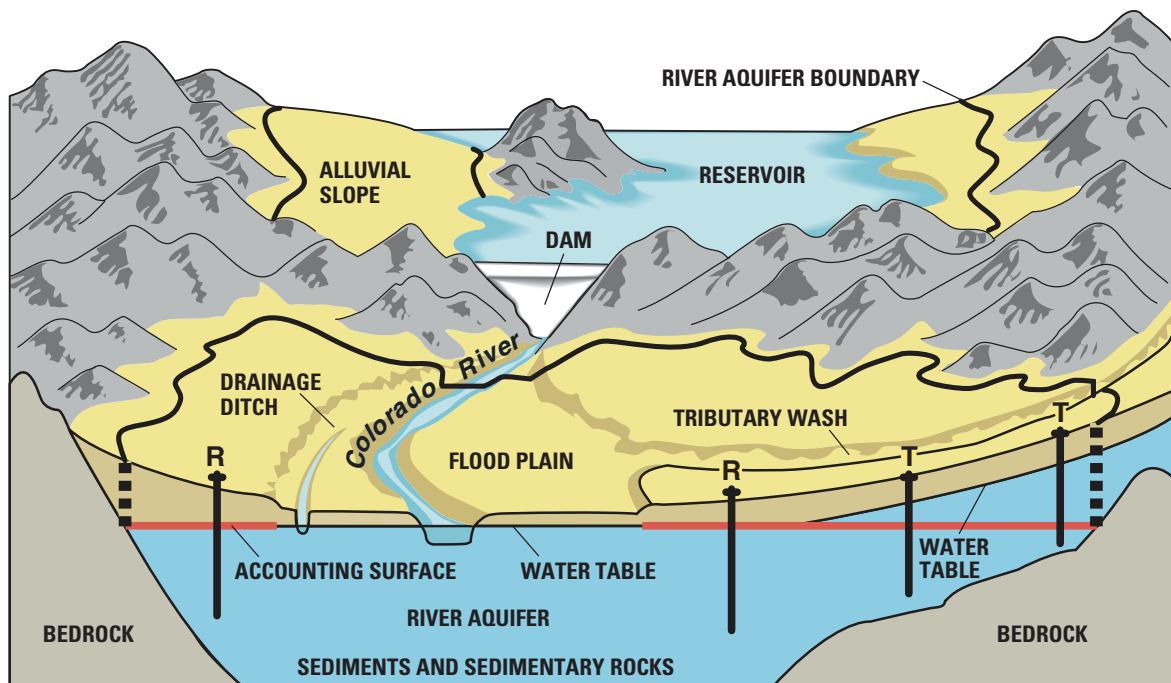 RIVER AQUIFER BOUNDARY
ALLUVIAL
SLOPE
RESERVOIR
DAM
Colorado River
DRAINAGE
DITCH
TRIBUTARY WASH
T
R
FLOOD PLAIN
T
R
ACCOUNTING SURFACE
WATER TABLE
WATER
TABLE
RIVER AQUIFER
BEDROCK
BEDROCK
SEDIMENTS AND SEDIMENTARY ROCKS